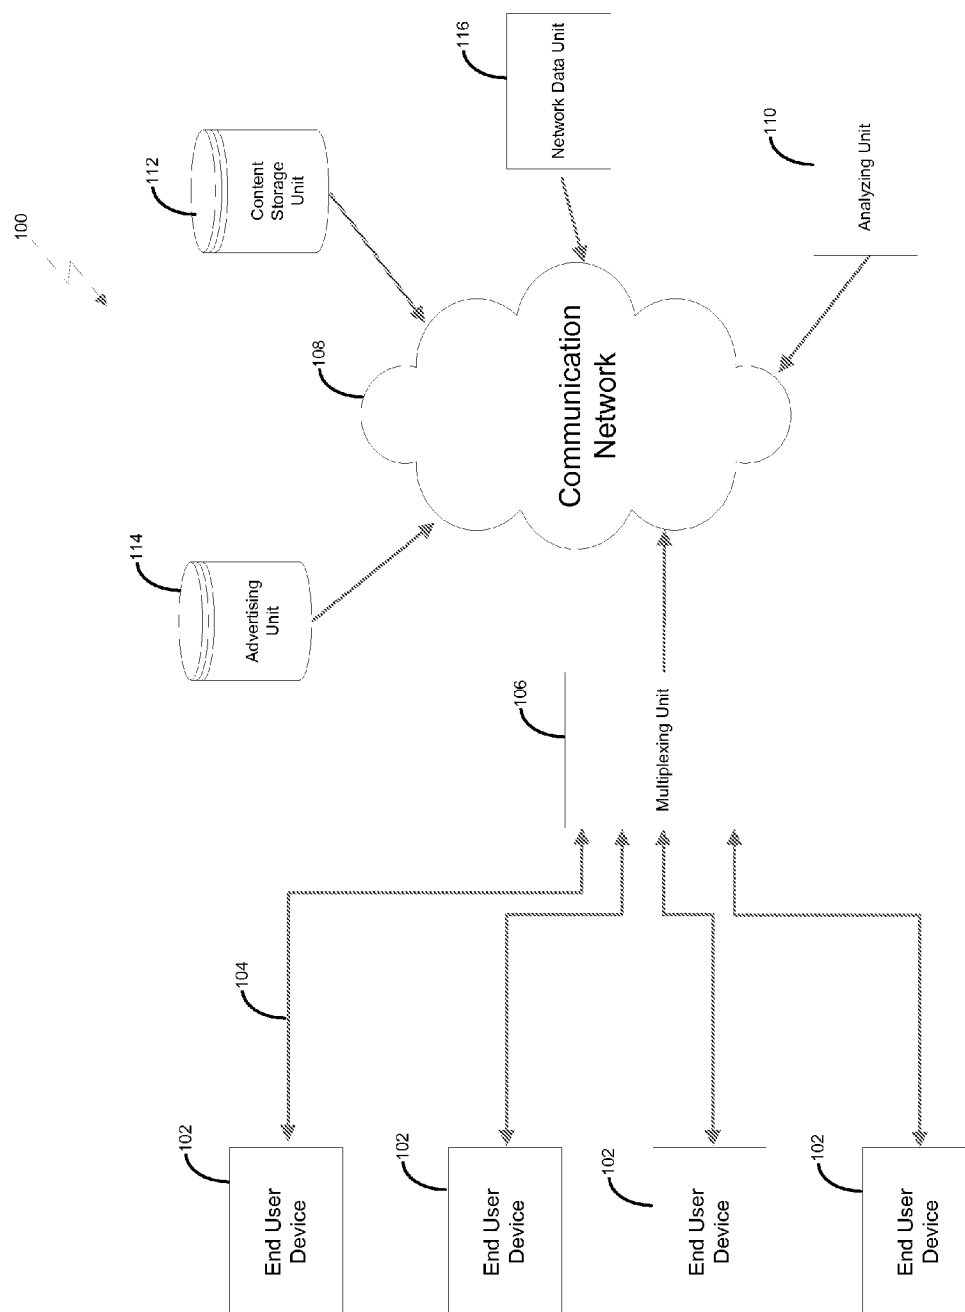 100
112
Content
Storage
Unit
116
Network Data Unit
110
Analyzing Unit
108
Communication
Network
114
Advertising
Unit
106
Multiplexing Unit
104
102
End User
Device
102
End User
Device
102
End User
Device
102
End User
Device